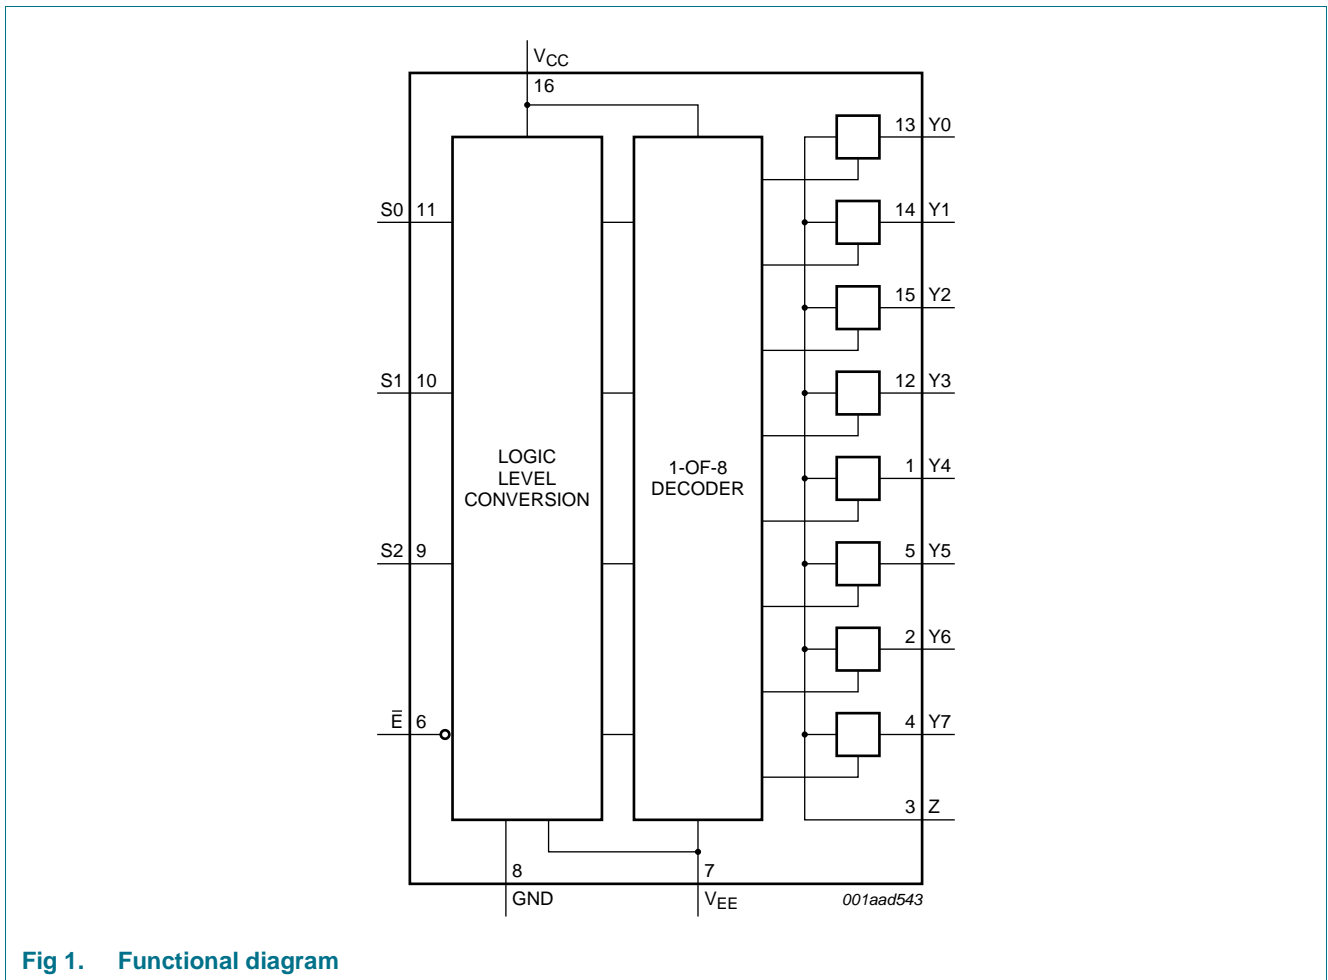 VCC
16
13 Y0
S0 11
14 Y1
15 Y2
S1 10
12 Y3
LOGIC
LEVEL
CONVERSION
1-OF-8
DECODER
1 Y4
S2 9
5 Y5
2 Y6
E̅ 6
4 Y7
3 Z
8
7
GND
VEE
001aad543
Fig 1. Functional diagram